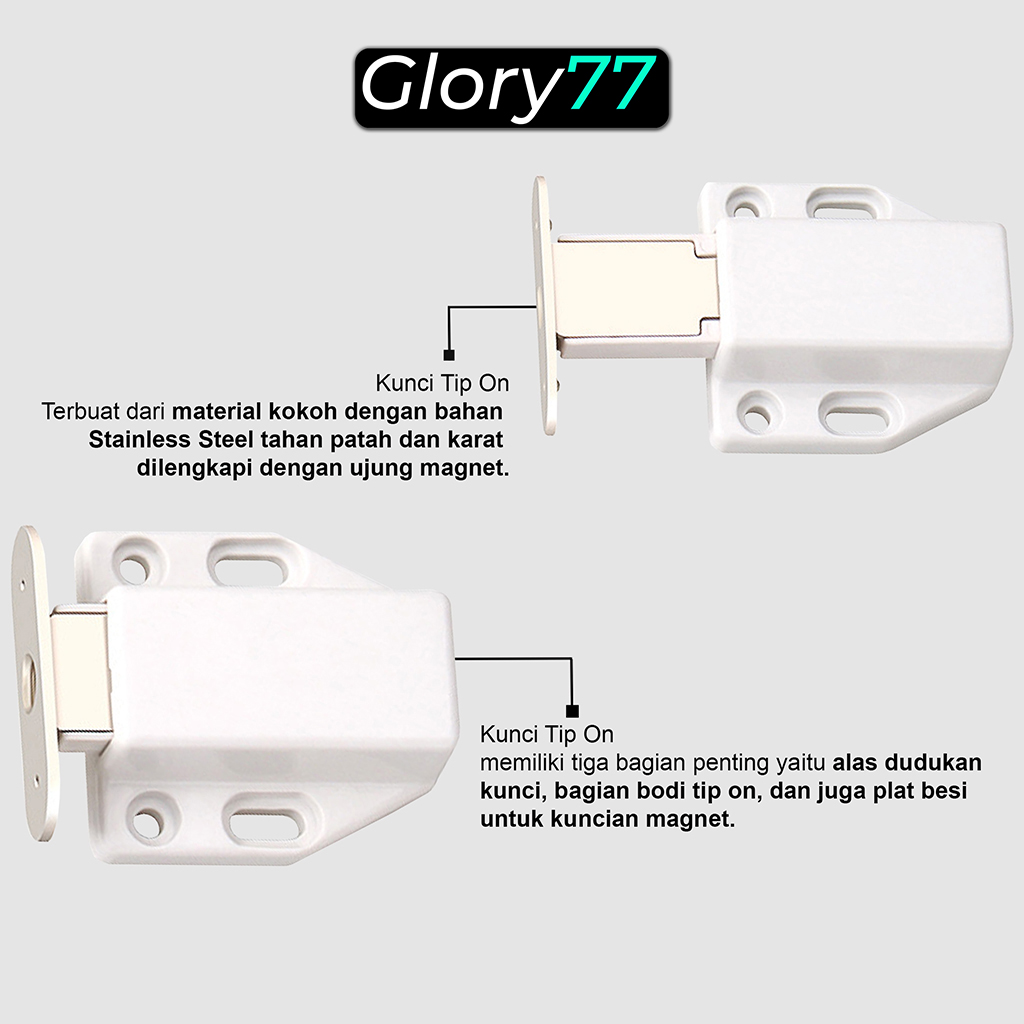 Glory77
Kunci Tip On
Terbuat dari material kokoh dengan bahan
Stainless Steel tahan patah dan karat
dilengkapi dengan ujung magnet.
Kunci Tip On
memiliki tiga bagian penting yaitu alas dudukan
kunci, bagian bodi tip on, dan juga plat besi
untuk kuncian magnet.